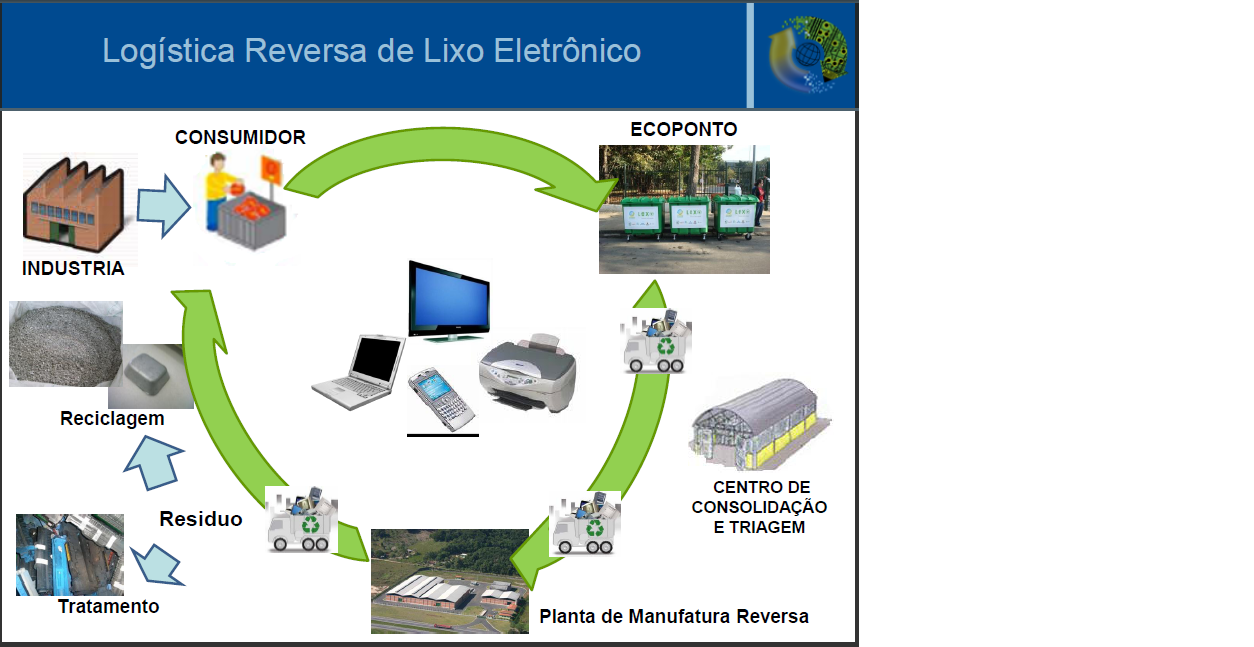 Logística Reversa de Lixo Eletrônico
CONSUMIDOR
ECOPONTO
INDUSTRIA
Reciclagem
CENTRO DE
CONSOLIDAÇÃO
E TRIAGEM
Residuo
Tratamento
Planta de Manufatura Reversa